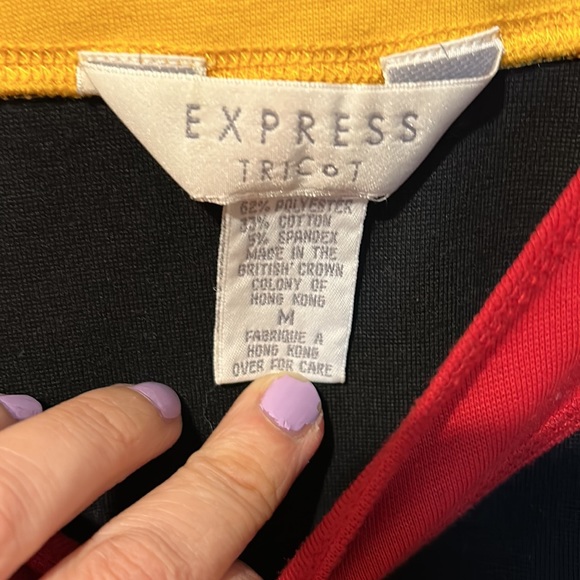 EXPRESS
TRICOT
62% POLYESTER
33% COTTON
5% SPANDEX
MADE IN THE
BRITISH CROWN
COLONY OF
HONG KONG
M
FABRIQUE A
HONG KONG
OVER FOR CARE